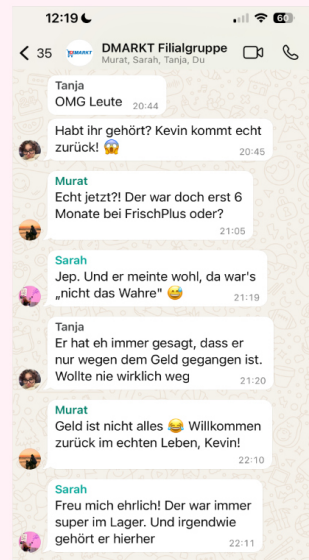 12:19
60
35
DMARKT Filialgruppe
Murat, Sarah, Tanja, Du
Tanja
OMG Leute 20:44
Habt ihr gehört? Kevin kommt echt
zurück! 😱 20:45
Murat
Echt jetzt?! Der war doch erst 6
Monate bei FrischPlus oder?
21:05
Sarah
Jep. Und er meinte wohl, da war's
„nicht das Wahre" 😅 21:19
Tanja
Er hat eh immer gesagt, dass er
nur wegen dem Geld gegangen ist.
Wollte nie wirklich weg 21:20
Murat
Geld ist nicht alles 😂 Willkommen
zurück im echten Leben, Kevin!
22:10
Sarah
Freu mich ehrlich! Der war immer
super im Lager. Und irgendwie
gehört er hierher 22:11